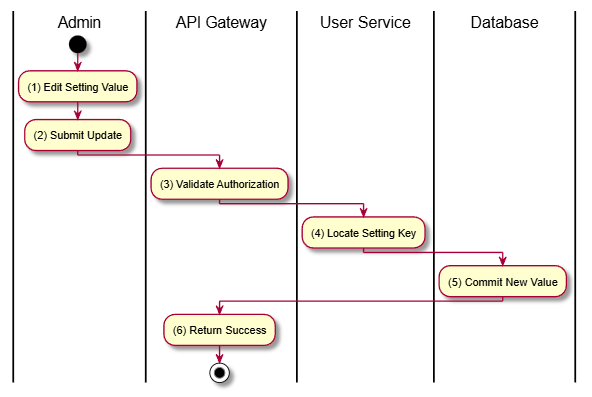 Admin
API Gateway
User Service
Database
(1) Edit Setting Value
(2) Submit Update
(3) Validate Authorization
(4) Locate Setting Key
(5) Commit New Value
(6) Return Success